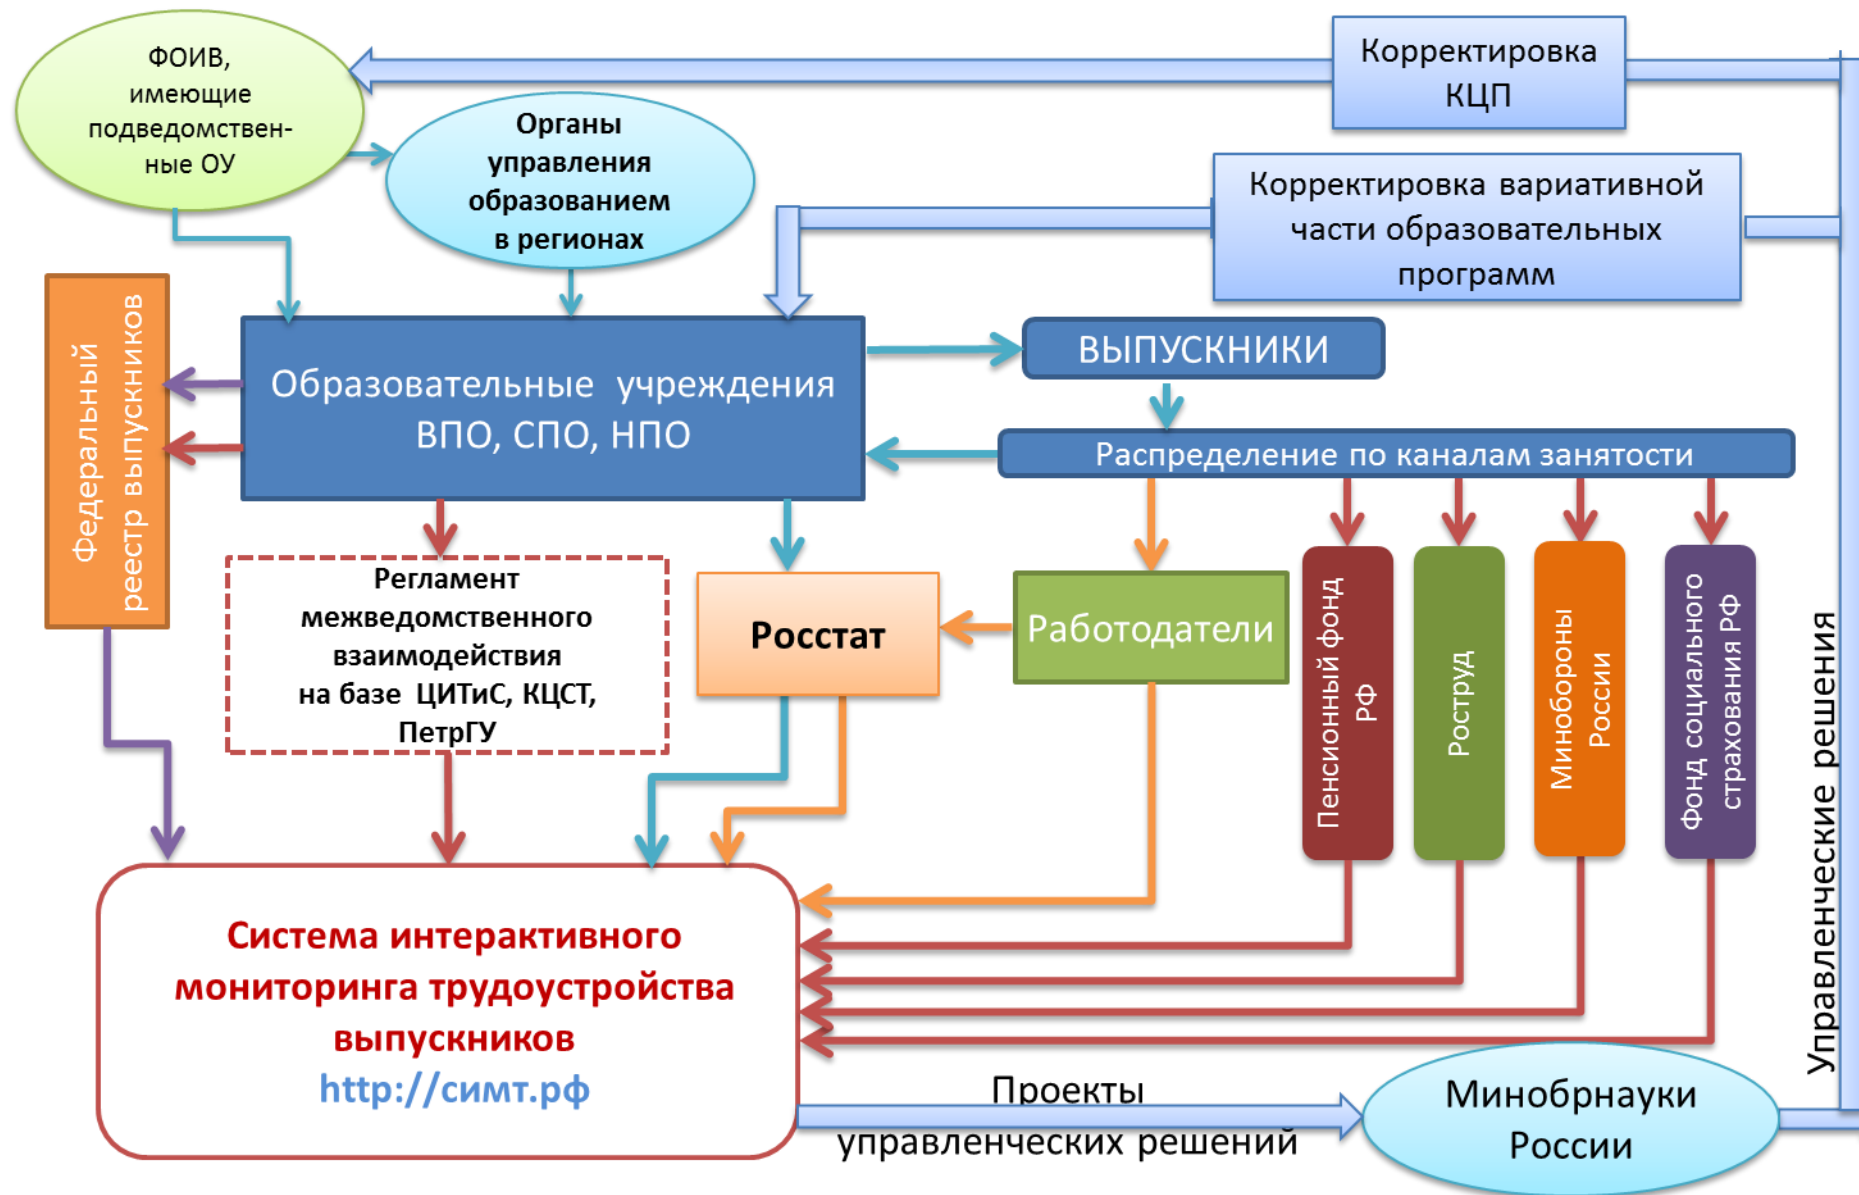 ФОИВ,
имеющие
подведомствен-
ные ОУ
Органы
управления
образованием
в регионах
Корректировка
КЦП
Корректировка вариативной
части образовательных
программ
Федеральный
реестр выпускников
Образовательные учреждения
ВПО, СПО, НПО
ВЫПУСКНИКИ
Распределение по каналам занятости
Регламент
межведомственного
взаимодействия
на базе ЦИТиС, КЦСТ,
ПетрГУ
Росстат
Работодатели
Пенсионный фонд
РФ
Роструд
Минобороны
России
Фонд социального
страхования РФ
Управленческие решения
Система интерактивного
мониторинга трудоустройства
выпускников
http://симт.рф
Проекты
управленческих решений
Минобрнауки
России